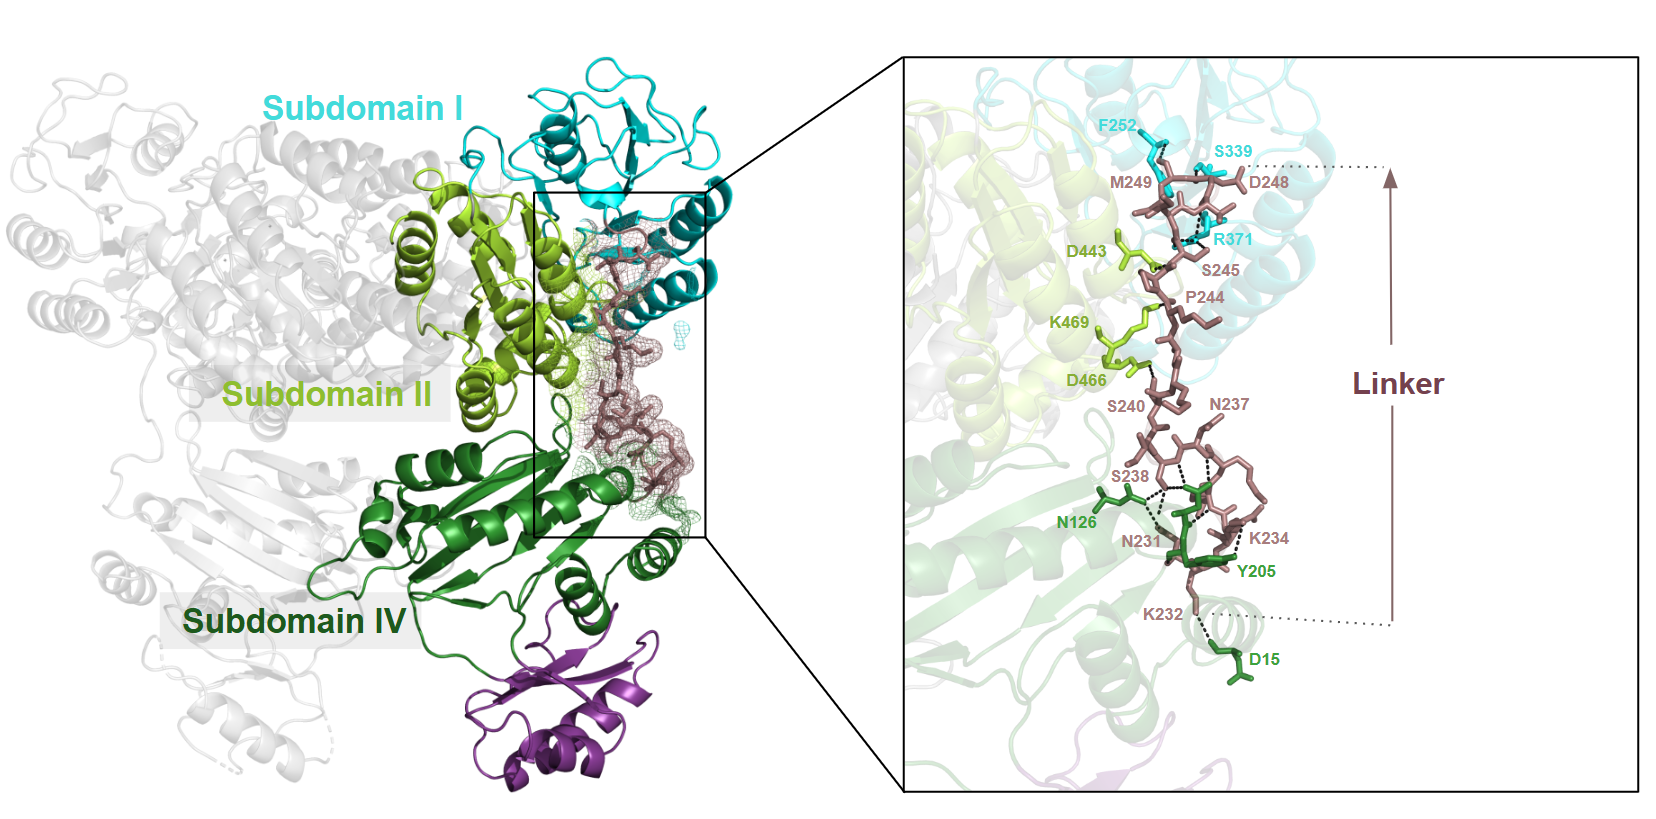 Subdomain I
Subdomain II
Subdomain IV
F252
S339
M249
D248
R371
D443
S245
P244
K469
D466
S240
N237
S238
N126
N231
K234
Y205
K232
D15
Linker